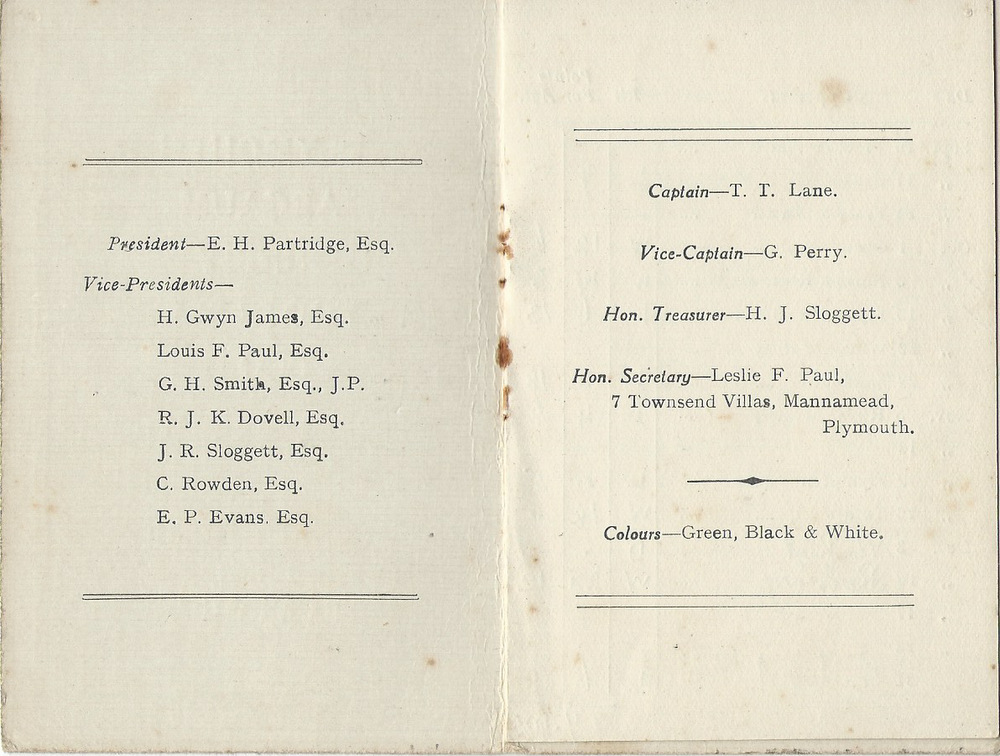 President—E. H. Partridge, Esq.
Vice-Presidents—
H. Gwyn James, Esq.
Louis F. Paul, Esq.
G. H. Smith, Esq., J.P.
R. J. K. Dovell, Esq.
J. R. Sloggett, Esq.
C. Rowden, Esq.
E. P. Evans, Esq.
Captain—T. T. Lane.
Vice-Captain—G. Perry.
Hon. Treasurer—H. J. Sloggett.
Hon. Secretary—Leslie F. Paul,
7 Townsend Villas, Mannamead,
Plymouth.
Colours—Green, Black & White.